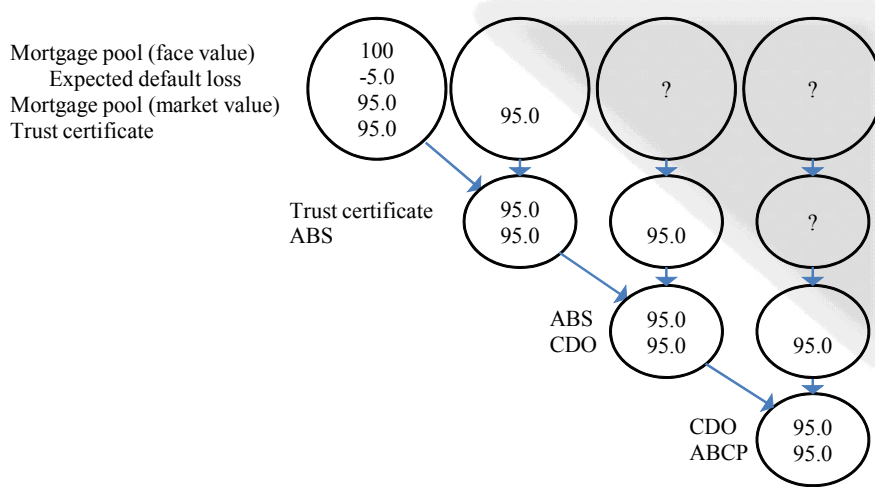 Mortgage pool (face value) 100
Expected default loss -5.0 ? ?
Mortgage pool (market value) 95.0 95.0
Trust certificate 95.0
Trust certificate 95.0 ?
ABS 95.0 95.0
ABS 95.0
CDO 95.0 95.0
CDO 95.0
ABCP 95.0